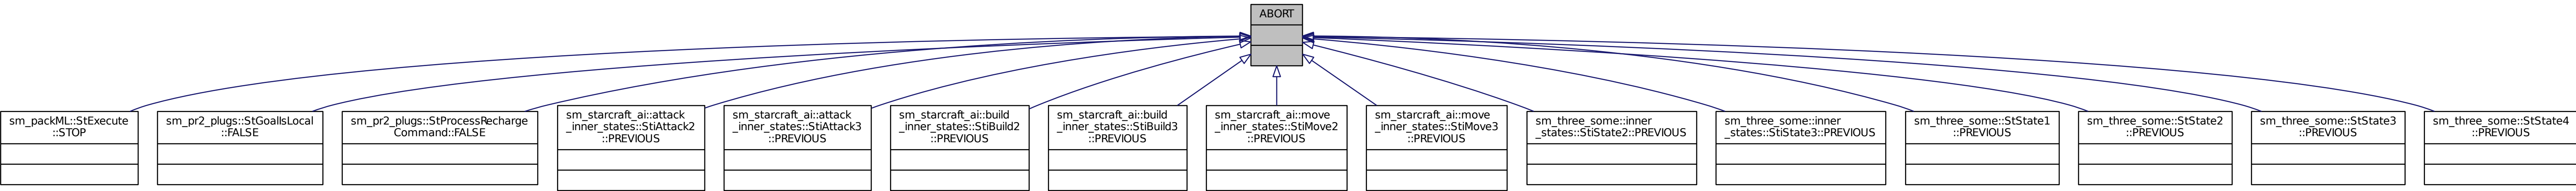 ABORT
sm_packML::StExecute
::STOP
sm_pr2_plugs::StGoalIsLocal
::FALSE
sm_pr2_plugs::StProcessRecharge
Command::FALSE
sm_starcraft_ai::attack
_inner_states::StiAttack2
::PREVIOUS
sm_starcraft_ai::attack
_inner_states::StiAttack3
::PREVIOUS
sm_starcraft_ai::build
_inner_states::StiBuild2
::PREVIOUS
sm_starcraft_ai::build
_inner_states::StiBuild3
::PREVIOUS
sm_starcraft_ai::move
_inner_states::StiMove2
::PREVIOUS
sm_starcraft_ai::move
_inner_states::StiMove3
::PREVIOUS
sm_three_some::inner
_states::StiState2::PREVIOUS
sm_three_some::inner
_states::StiState3::PREVIOUS
sm_three_some::StState1
::PREVIOUS
sm_three_some::StState2
::PREVIOUS
sm_three_some::StState3
::PREVIOUS
sm_three_some::StState4
::PREVIOUS